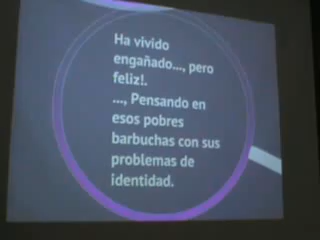 Ha vivido
engañado..., pero
feliz!.
..., Pensando en
esos pobres
barbuchas con sus
problemas de
identidad.